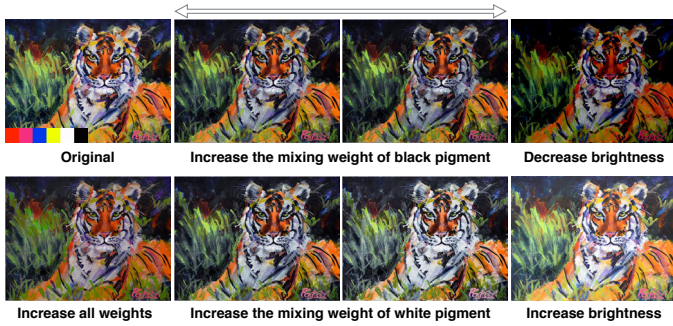 Original
Increase the mixing weight of black pigment
Decrease brightness
Increase all weights
Increase the mixing weight of white pigment
Increase brightness